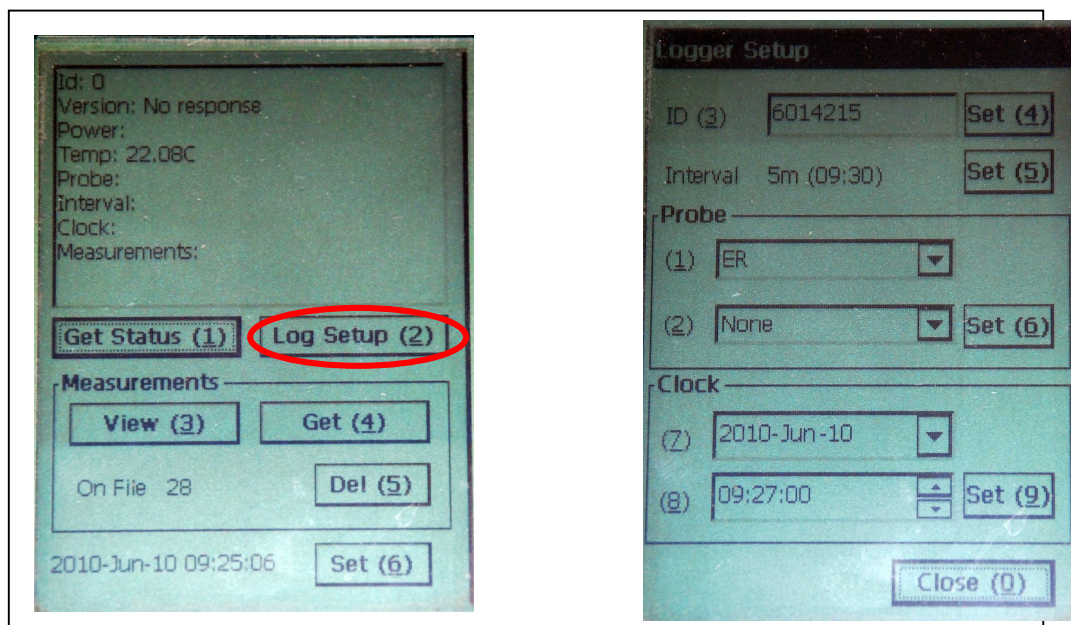 Id: 0
Version: No response
Power:
Temp: 22.08C
Probe:
Interval:
Clock:
Measurements:
Get Status (1) Log Setup (2)
Measurements
View (3) Get (4)
On File 28 Del (5)
2010-Jun-10 09:25:06 Set (6)
Logger Setup
ID (3) 6014215 Set (4)
Interval 5m (09:30) Set (5)
Probe
(1) ER
(2) None Set (6)
Clock
(7) 2010-Jun-10
(8) 09:27:00 Set (9)
Close (0)